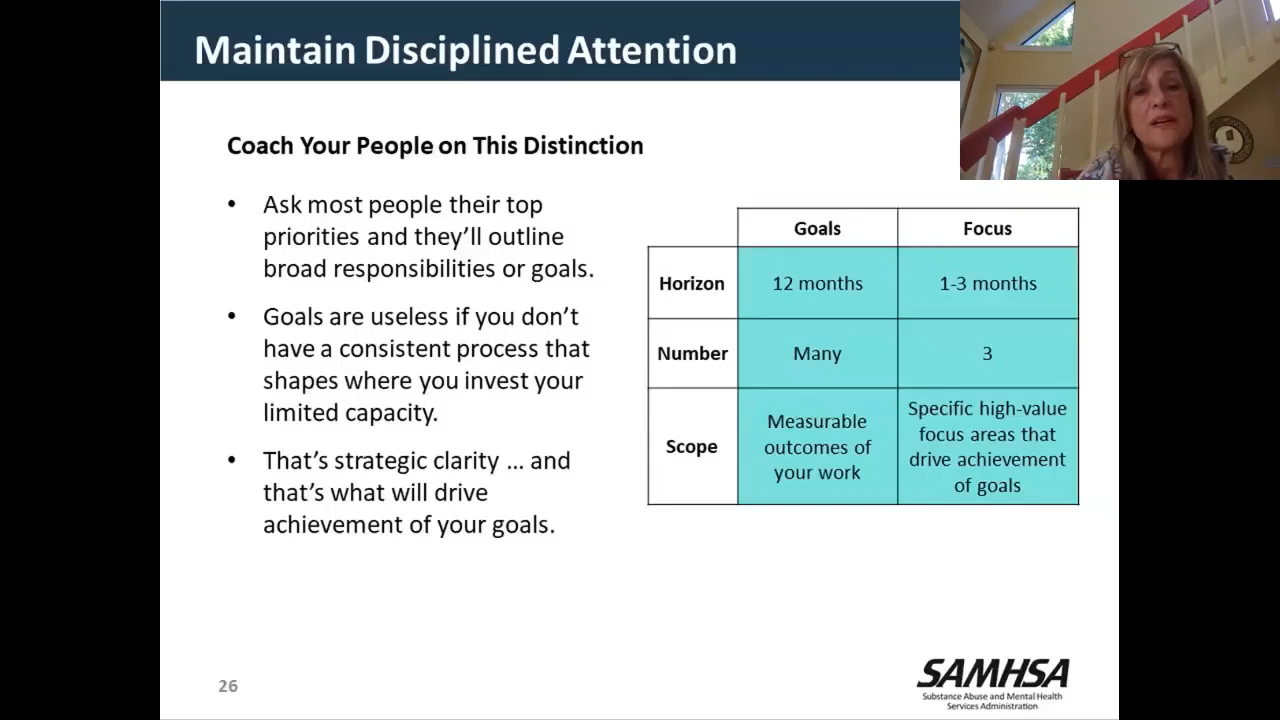 Maintain Disciplined Attention
Coach Your People on This Distinction
• Ask most people their top
priorities and they’ll outline
broad responsibilities or goals.
• Goals are useless if you don’t
have a consistent process that
shapes where you invest your
limited capacity.
• That’s strategic clarity … and
that’s what will drive
achievement of your goals.
Goals Focus
Horizon 12 months 1-3 months
Number Many 3
Scope
Measurable
outcomes of
your work
Specific high-value
focus areas that
drive achievement
of goals
26
SAMHSA
Substance Abuse and Mental Health
Services Administration